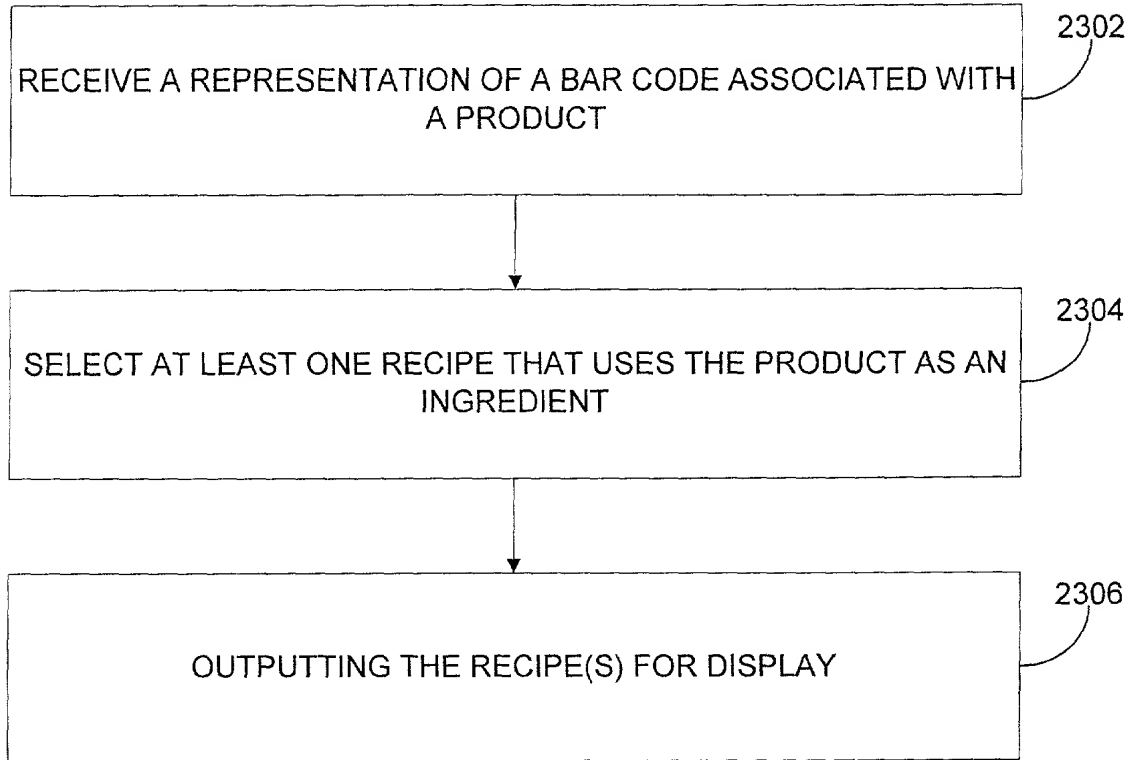 2302
RECEIVE A REPRESENTATION OF A BAR CODE ASSOCIATED WITH
A PRODUCT
2304
SELECT AT LEAST ONE RECIPE THAT USES THE PRODUCT AS AN
INGREDIENT
2306
OUTPUTTING THE RECIPE(S) FOR DISPLAY